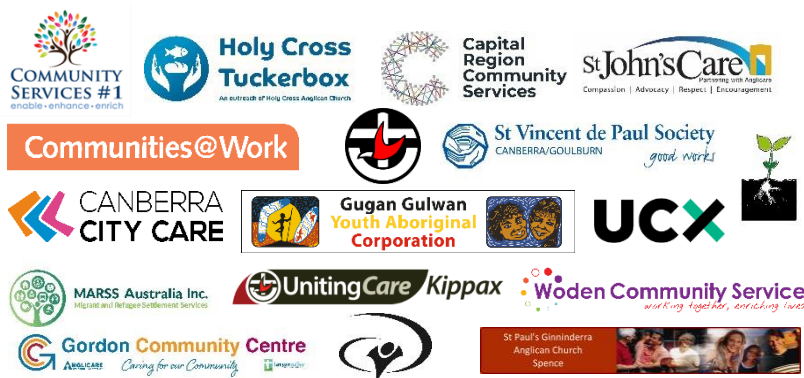 COMMUNITY
SERVICES #1
enable • enhance • enrich
Holy Cross
Tuckerbox
An outreach of Holy Cross Anglican Church
Capital
Region
Community
Services
St John's Care
Partnering with Anglicare
Compassion | Advocacy | Respect | Encouragement
Communities@Work
St Vincent de Paul Society
CANBERRA/GOULBURN
good works
CANBERRA
CITY CARE
Gugan Gulwan
Youth Aboriginal
Corporation
UCX
MARSS Australia Inc.
Migrant and Refugee Settlement Services
UnitingCare Kippax
Woden Community Service
working together, enriching lives
Gordon Community Centre
ANGLICARE
Caring for our Community
St Paul's Ginninderra
Anglican Church
Spence